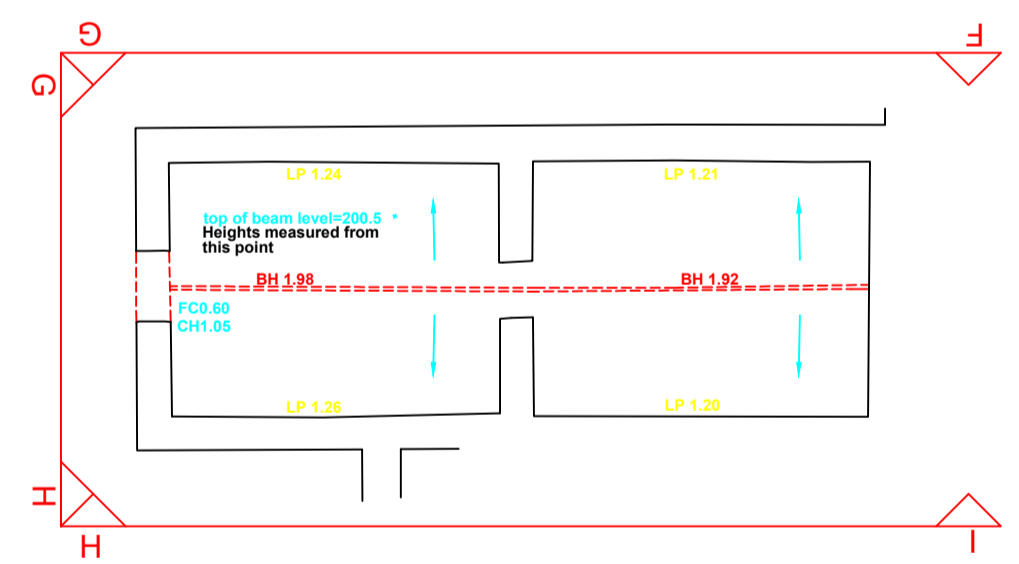 G
F
G
LP 1.24
LP 1.21
top of beam level=200.5 *
Heights measured from
this point
BH 1.98
BH 1.92
FC0.60
CH1.05
LP 1.26
LP 1.20
H
H
I